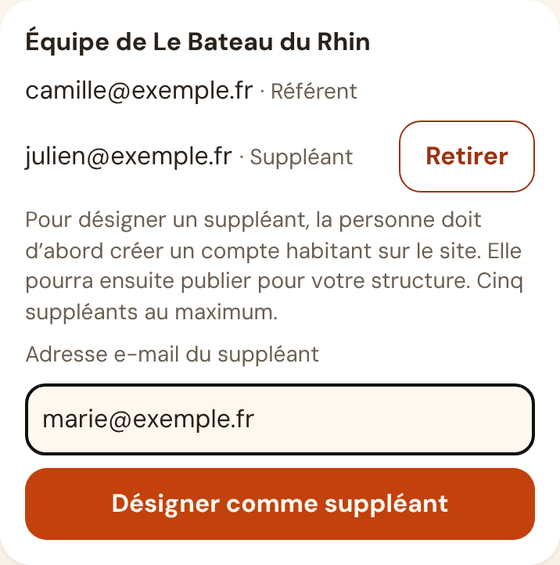 Équipe de Le Bateau du Rhin
camille@exemple.fr · Référent
julien@exemple.fr · Suppléant
Retirer
Pour désigner un suppléant, la personne doit
d’abord créer un compte habitant sur le site. Elle
pourra ensuite publier pour votre structure. Cinq
suppléants au maximum.
Adresse e-mail du suppléant
marie@exemple.fr
Désigner comme suppléant